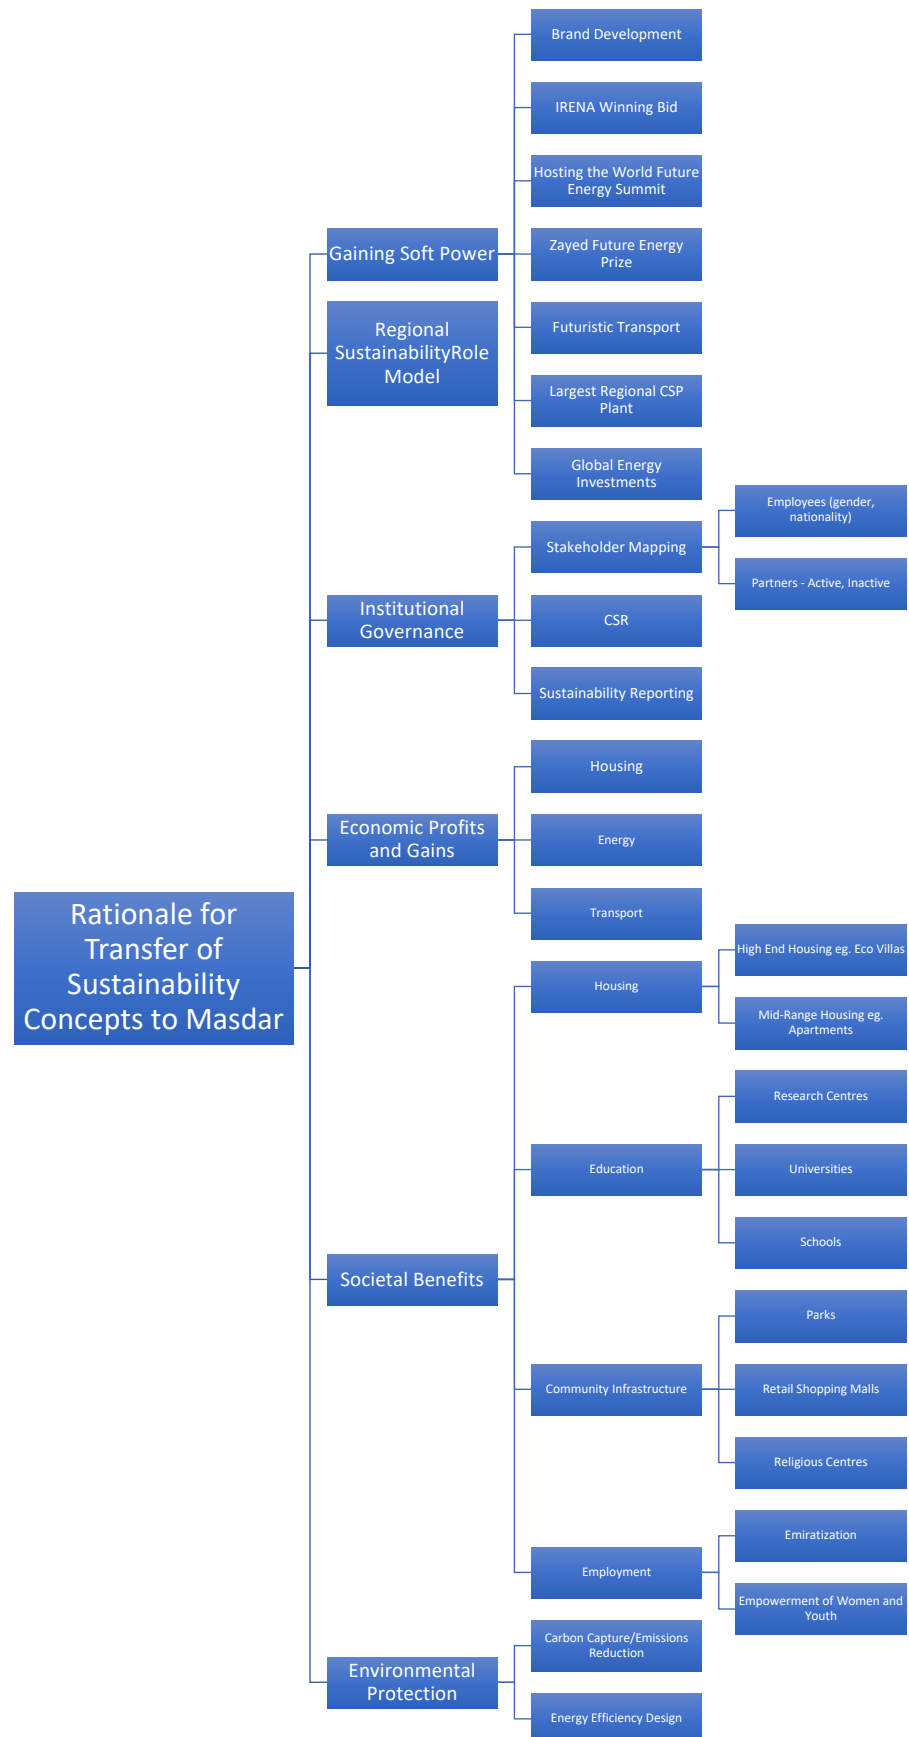 Rationale for
Transfer of
Sustainability
Concepts to Masdar
Gaining Soft Power
Brand Development
IRENA Winning Bid
Hosting the World Future
Energy Summit
Zayed Future Energy
Prize
Futuristic Transport
Largest Regional CSP
Plant
Global Energy
Investments
Regional
SustainabilityRole
Model
Institutional
Governance
Stakeholder Mapping
Employees (gender,
nationality)
Partners - Active, Inactive
CSR
Sustainability Reporting
Economic Profits
and Gains
Housing
Energy
Transport
Societal Benefits
Housing
High End Housing eg. Eco Villas
Mid-Range Housing eg.
Apartments
Education
Research Centres
Universities
Schools
Community Infrastructure
Parks
Retail Shopping Malls
Religious Centres
Employment
Emiratization
Empowerment of Women and
Youth
Environmental
Protection
Carbon Capture/Emissions
Reduction
Energy Efficiency Design